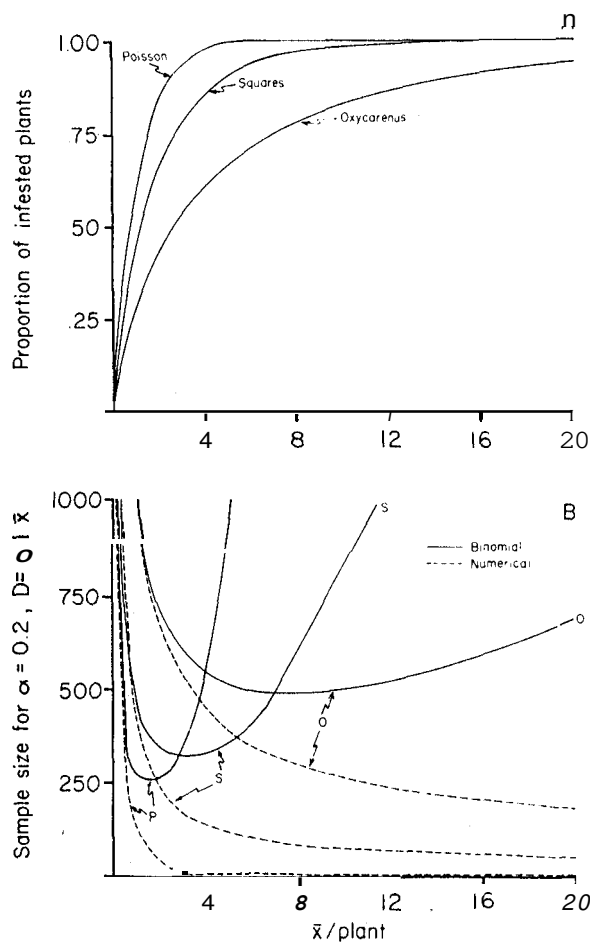 n
1.00
.75
.50
.25
Proportion of infested plants
Poisson
Squares
Oxycarenus
4
8
12
16
20
B
1000
750
500
250
Sample size for α = 0.2, D= 0 1 x̄
Binomial
Numerical
S
O
O
S
P
4
8
12
16
20
x̄/plant